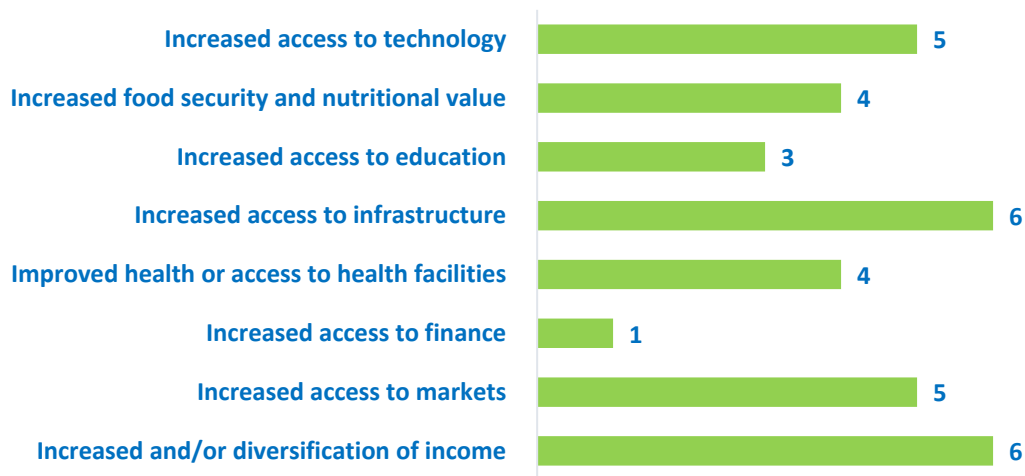 Increased access to technology 5
Increased food security and nutritional value 4
Increased access to education 3
Increased access to infrastructure 6
Improved health or access to health facilities 4
Increased access to finance 1
Increased access to markets 5
Increased and/or diversification of income 6